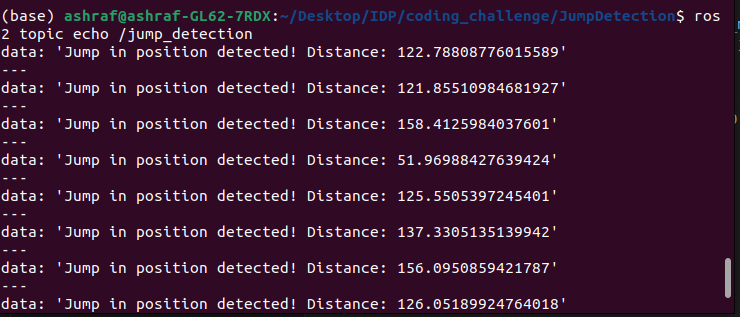 (base) ashraf@ashraf-GL62-7RDX:~/Desktop/IDP/coding_challenge/JumpDetection$ ros
2 topic echo /jump_detection
data: 'Jump in position detected! Distance: 122.78808776015589'
---
data: 'Jump in position detected! Distance: 121.85510984681927'
---
data: 'Jump in position detected! Distance: 158.4125984037601'
---
data: 'Jump in position detected! Distance: 51.96988427639424'
---
data: 'Jump in position detected! Distance: 125.5505397245401'
---
data: 'Jump in position detected! Distance: 137.3305135139942'
---
data: 'Jump in position detected! Distance: 156.0950859421787'
---
data: 'Jump in position detected! Distance: 126.05189924764018'